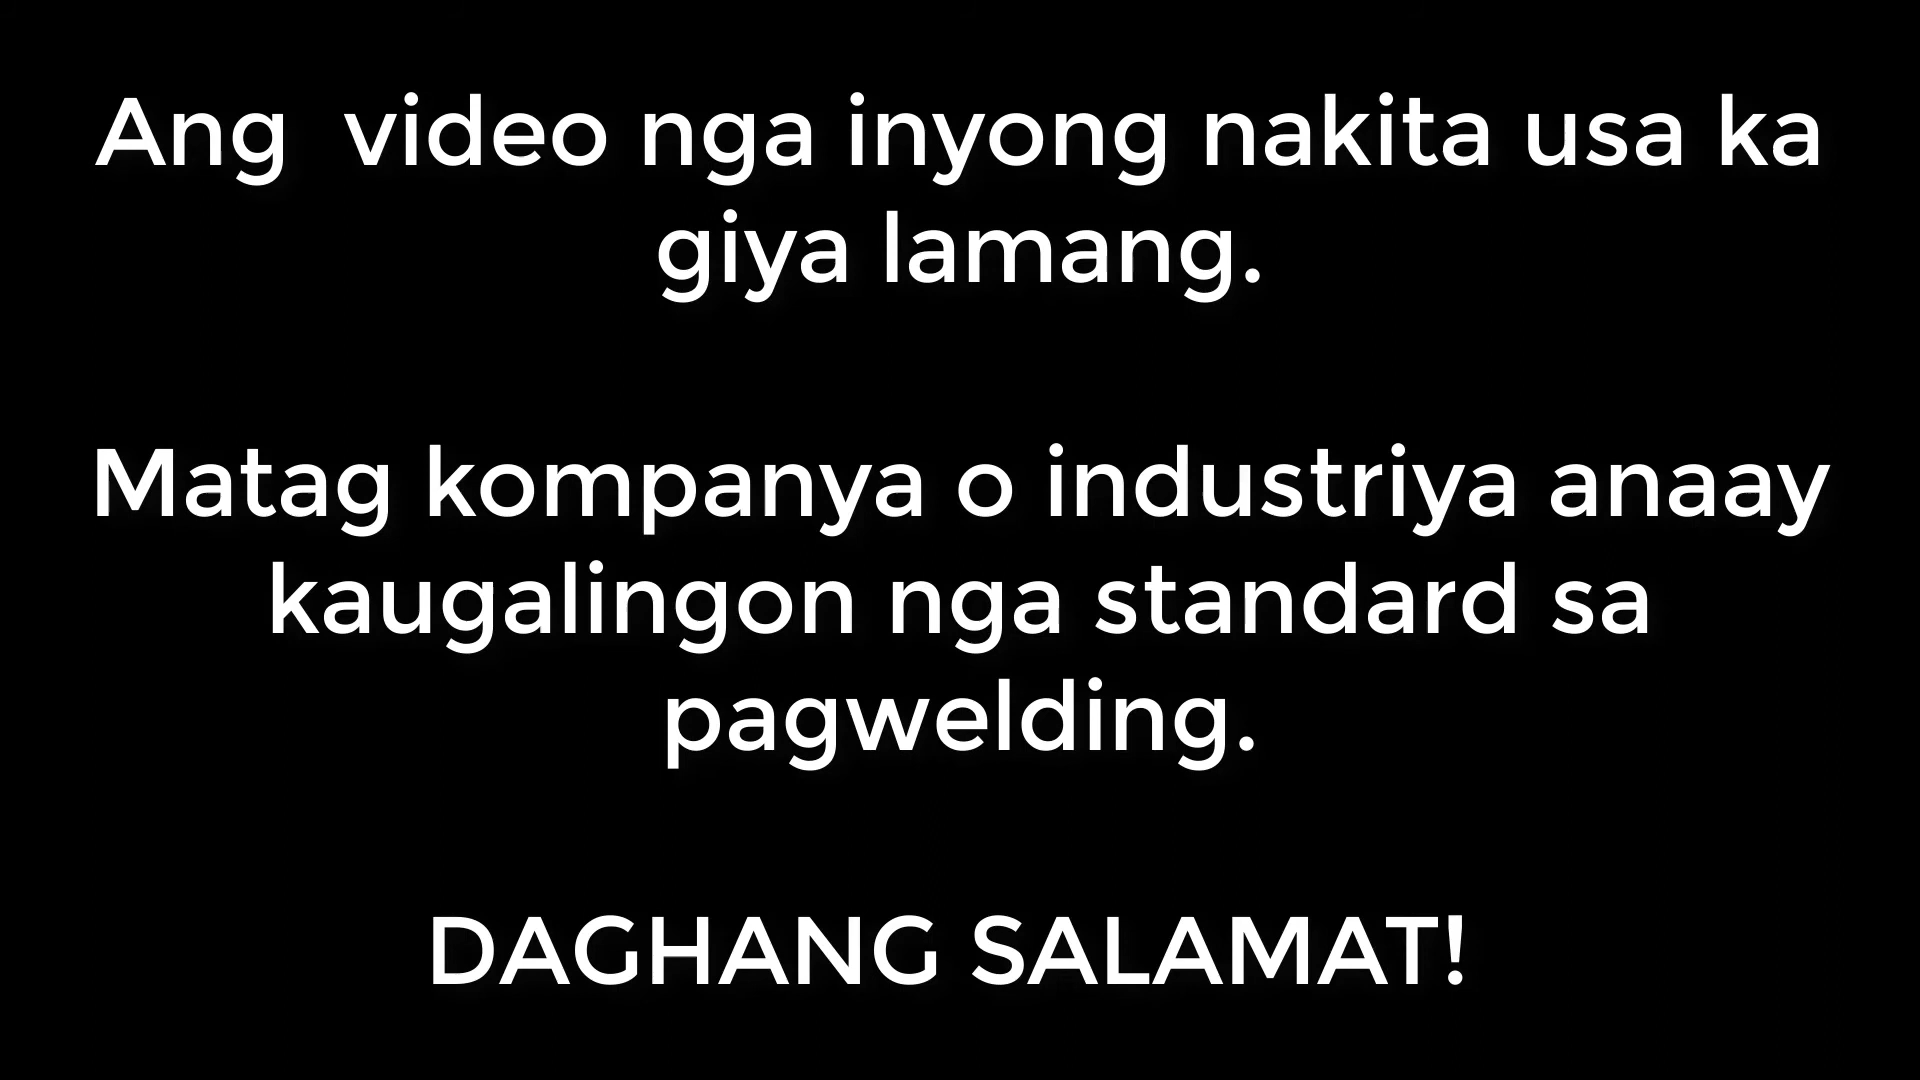 Ang  video nga inyong nakita usa ka
giya lamang.
Matag kompanya o industriya anaay
kaugalingon nga standard sa
pagwelding.
DAGHANG SALAMAT!